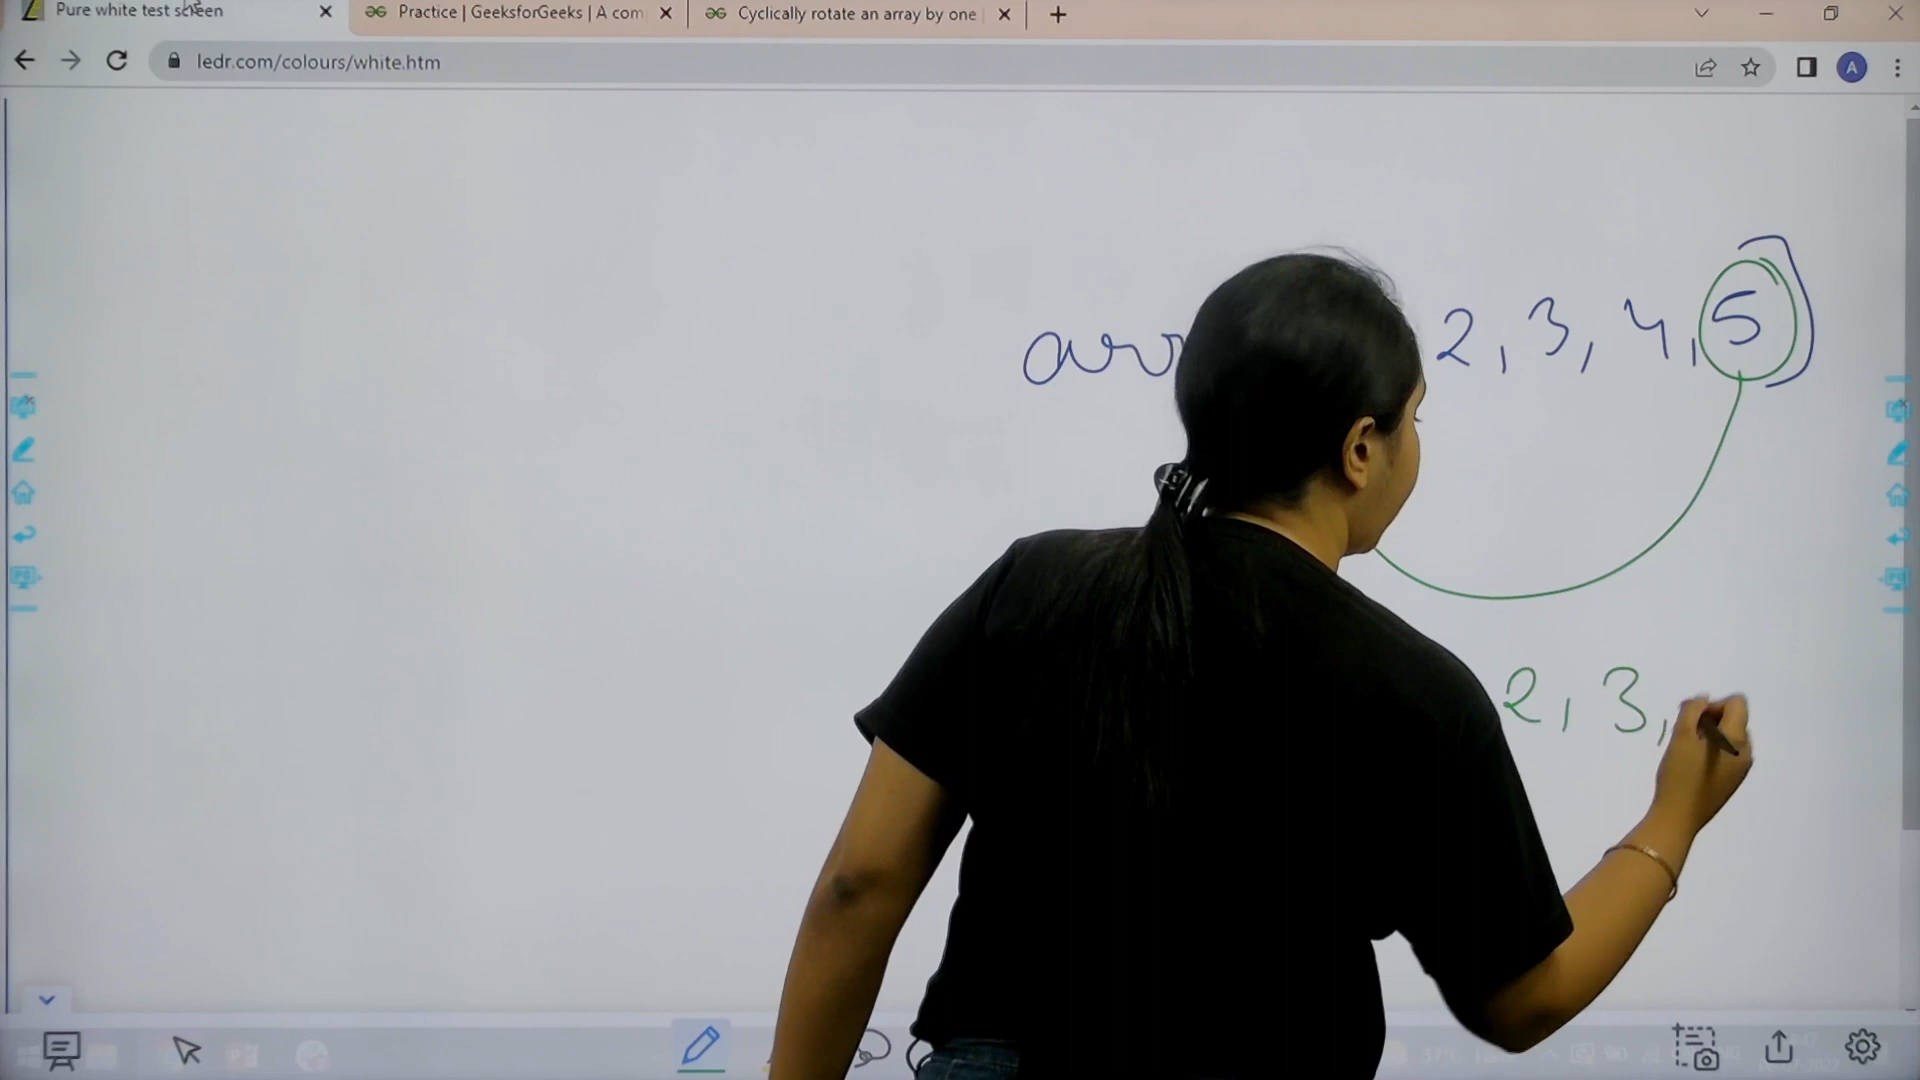 Pure white test screen
Practice | GeeksforGeeks | A com
Cyclically rotate an array by one
ledr.com/colours/white.htm
A
arr 2, 3, 4, 5]
2, 3,
37°C